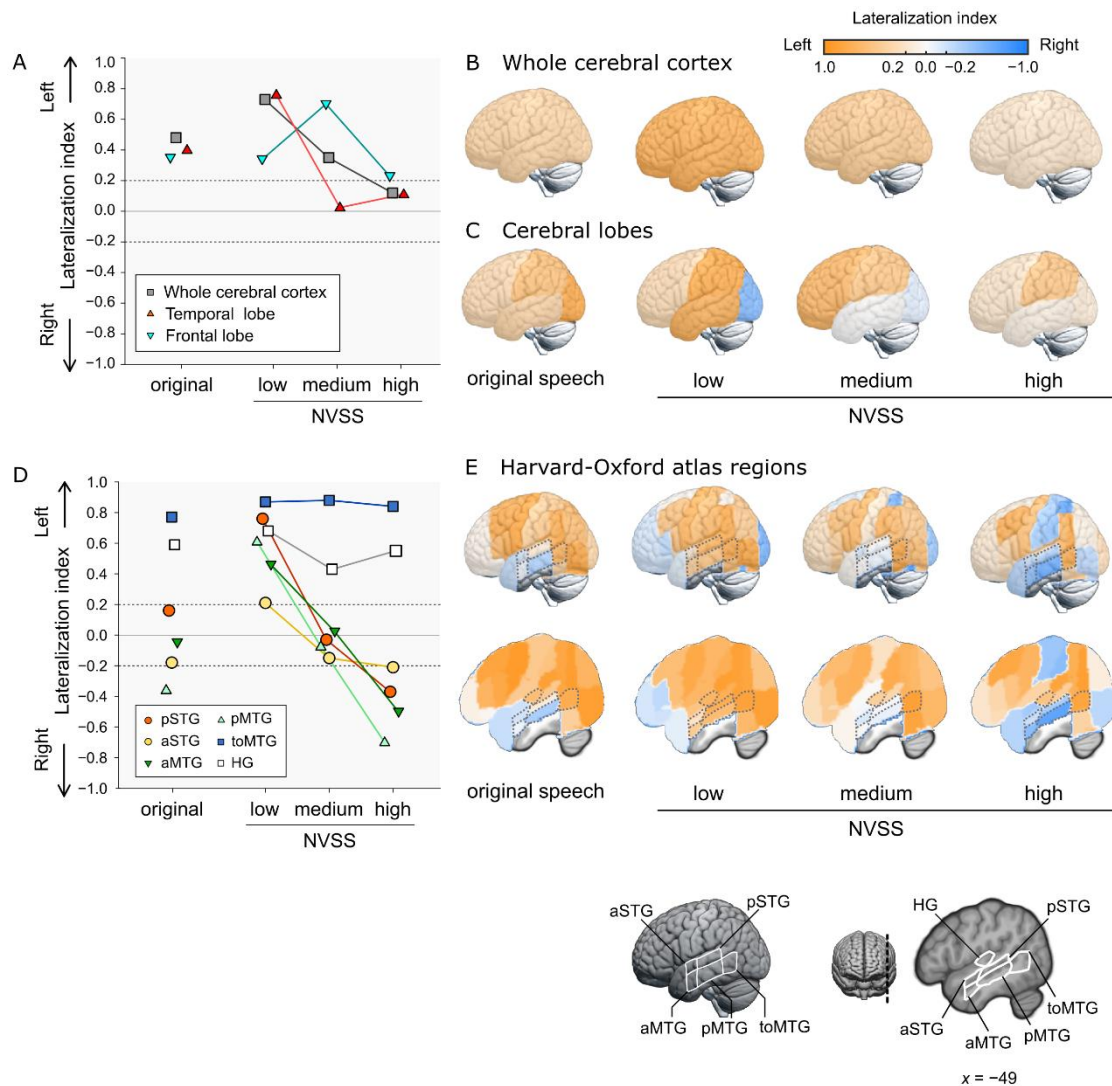 Lateralization index
Left Right
1.0 0.2 0.0 −0.2 −1.0
A
Left
Lateralization index
Right
1.0
0.8
0.6
0.4
0.2
0.0
−0.2
−0.4
−0.6
−0.8
−1.0
Whole cerebral cortex
Temporal lobe
Frontal lobe
original low medium high
NVSS
B Whole cerebral cortex
C Cerebral lobes
original speech low medium high
NVSS
D
Left
Lateralization index
Right
1.0
0.8
0.6
0.4
0.2
0.0
−0.2
−0.4
−0.6
−0.8
−1.0
pSTG pMTG
aSTG toMTG
aMTG HG
original low medium high
NVSS
E Harvard-Oxford atlas regions
original speech low medium high
NVSS
aSTG pSTG
aMTG pMTG toMTG
HG pSTG
toMTG
aSTG aMTG pMTG
x = −49